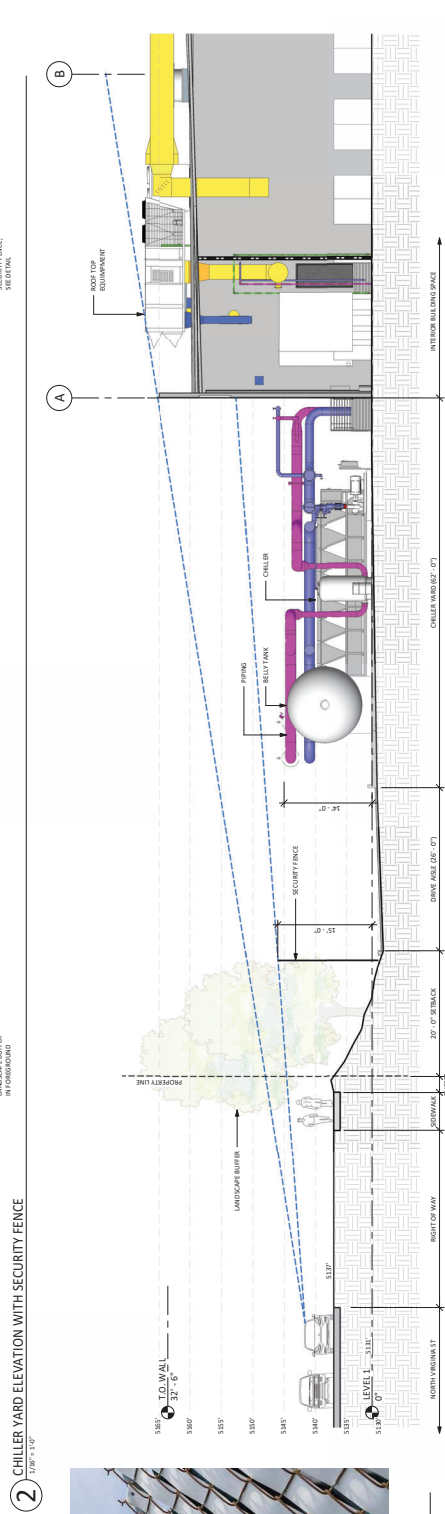 SECURITY FENCE,
SEE DETAIL
IN FOREGROUND
2
CHILLER YARD ELEVATION WITH SECURITY FENCE
1/16" = 1'-0"
A
B
T.O. WALL
32' - 6"
5165'
5160'
5155'
5150'
5145'
5140'
5135'
5130'
LEVEL 1
0"
5131'
5137'
LANDSCAPE BUFFER
PROPERTY LINE
SECURITY FENCE
15' - 0"
14' - 0"
PIPING
BELLY TANK
CHILLER
ROOF TOP
EQUIMPMENT
NORTH VIRGINIA ST
RIGHT OF WAY
SIDEWALK
20' - 0" SETBACK
DRIVE AISLE (26' - 0")
CHILLER YARD (62' - 0")
INTERIOR BUILDING SPACE